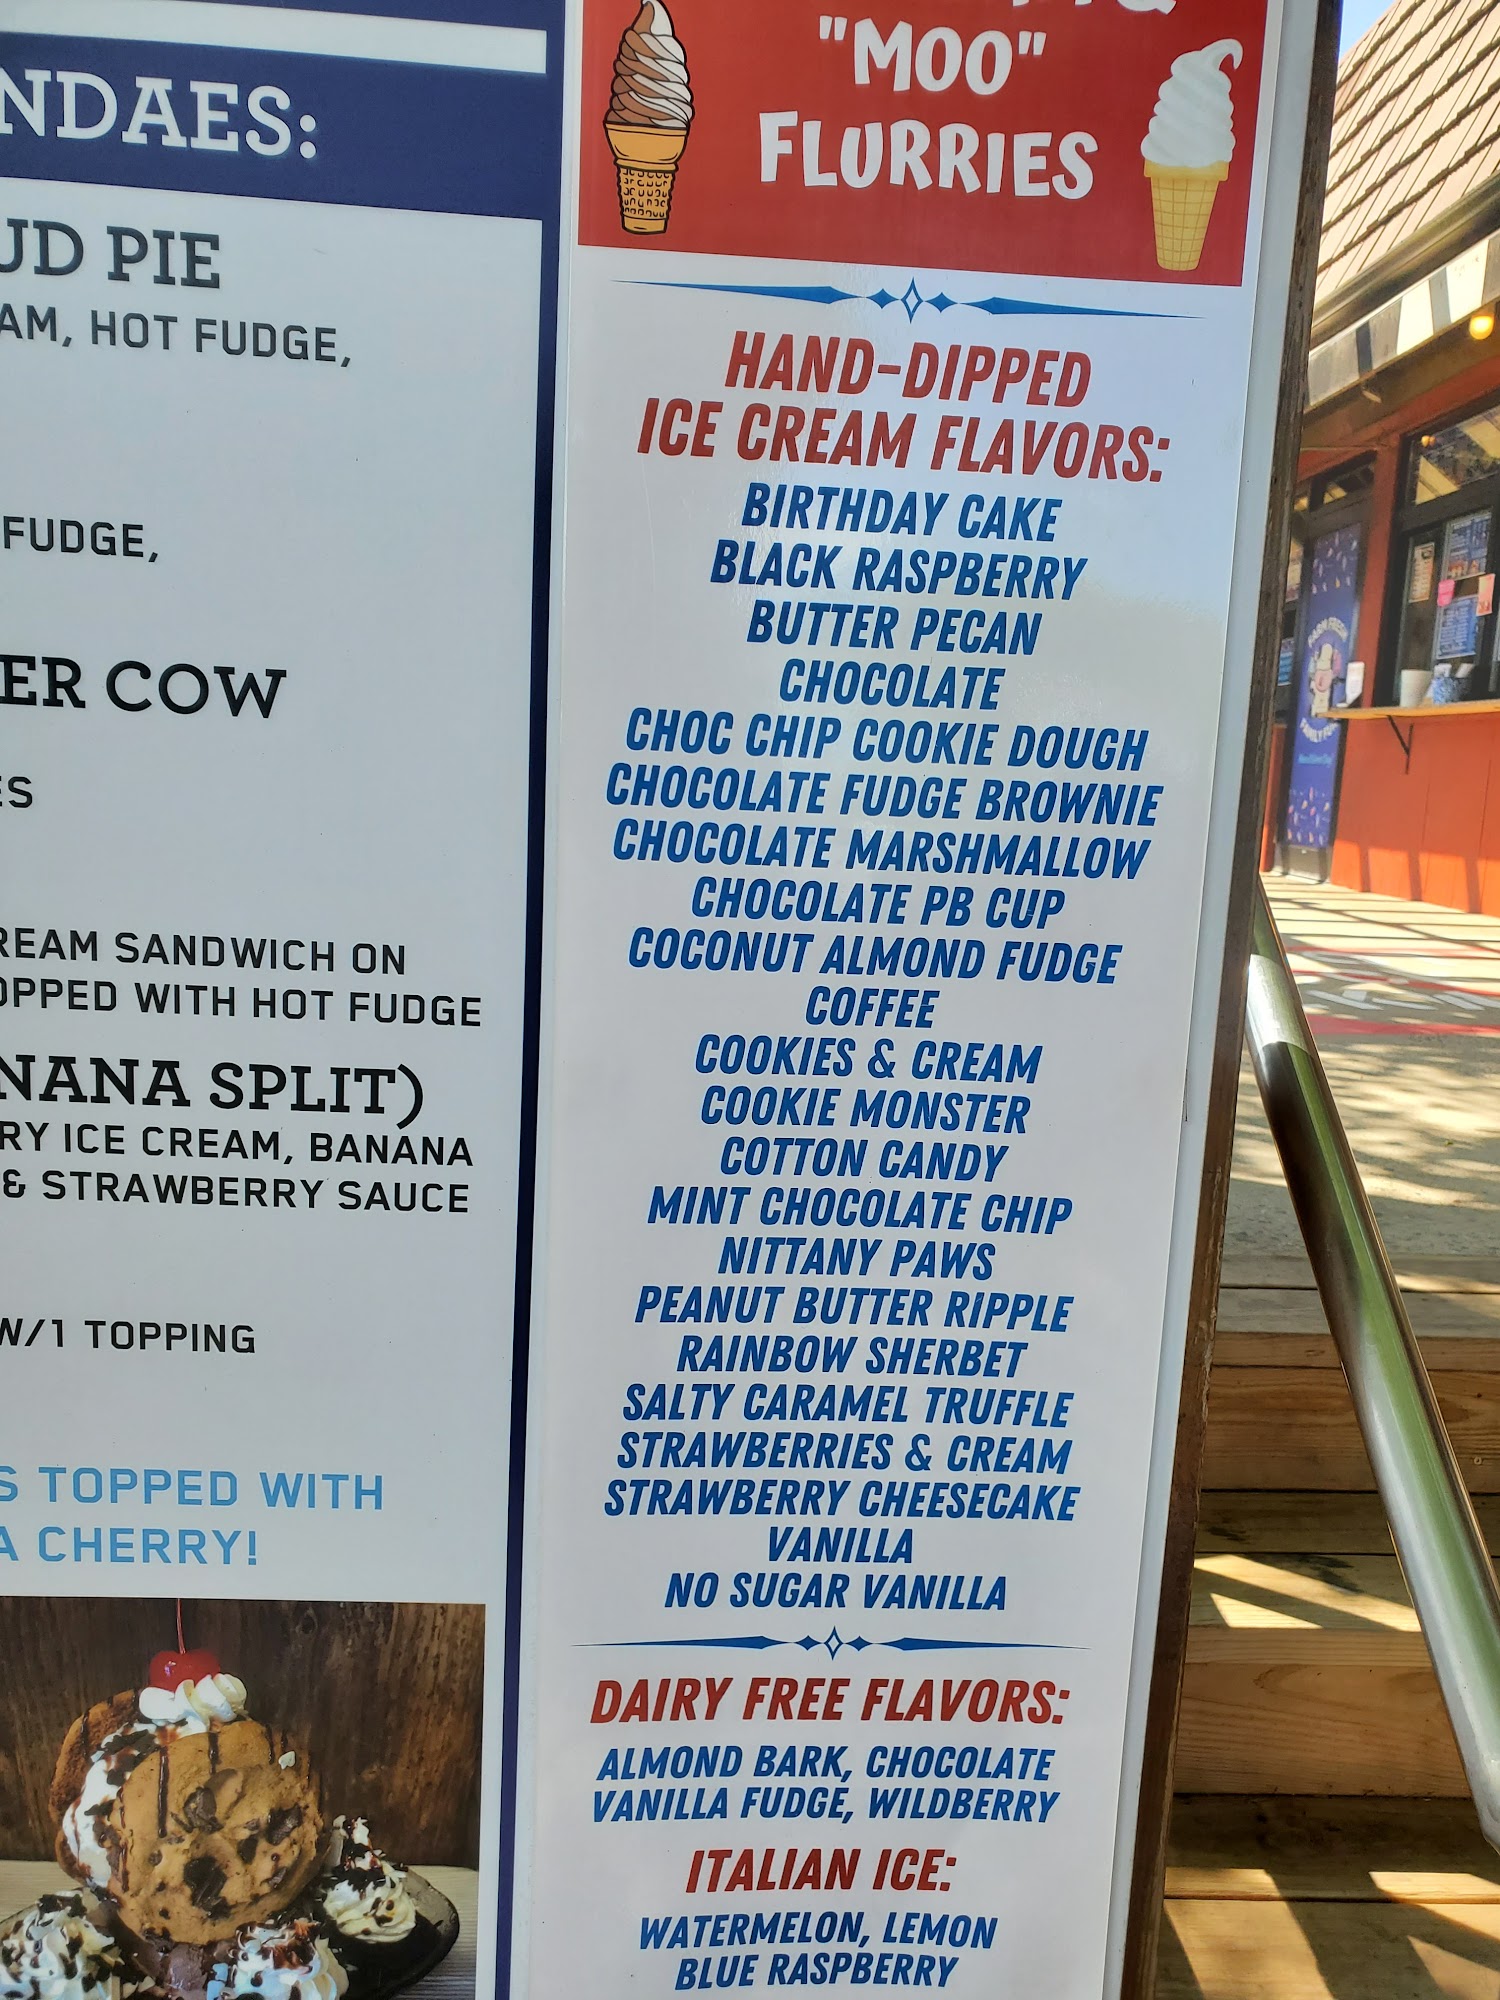 NDAES:
UD PIE
AM, HOT FUDGE,
FUDGE,
ER COW
ES
REAM SANDWICH ON
OPPED WITH HOT FUDGE
NANA SPLIT)
RY ICE CREAM, BANANA
& STRAWBERRY SAUCE
W/1 TOPPING
S TOPPED WITH
A CHERRY!
"MOO"
FLURRIES
HAND-DIPPED
ICE CREAM FLAVORS:
BIRTHDAY CAKE
BLACK RASPBERRY
BUTTER PECAN
CHOCOLATE
CHOC CHIP COOKIE DOUGH
CHOCOLATE FUDGE BROWNIE
CHOCOLATE MARSHMALLOW
CHOCOLATE PB CUP
COCONUT ALMOND FUDGE
COFFEE
COOKIES & CREAM
COOKIE MONSTER
COTTON CANDY
MINT CHOCOLATE CHIP
NITTANY PAWS
PEANUT BUTTER RIPPLE
RAINBOW SHERBET
SALTY CARAMEL TRUFFLE
STRAWBERRIES & CREAM
STRAWBERRY CHEESECAKE
VANILLA
NO SUGAR VANILLA
DAIRY FREE FLAVORS:
ALMOND BARK, CHOCOLATE
VANILLA FUDGE, WILDBERRY
ITALIAN ICE:
WATERMELON, LEMON
BLUE RASPBERRY
FARM FRESH